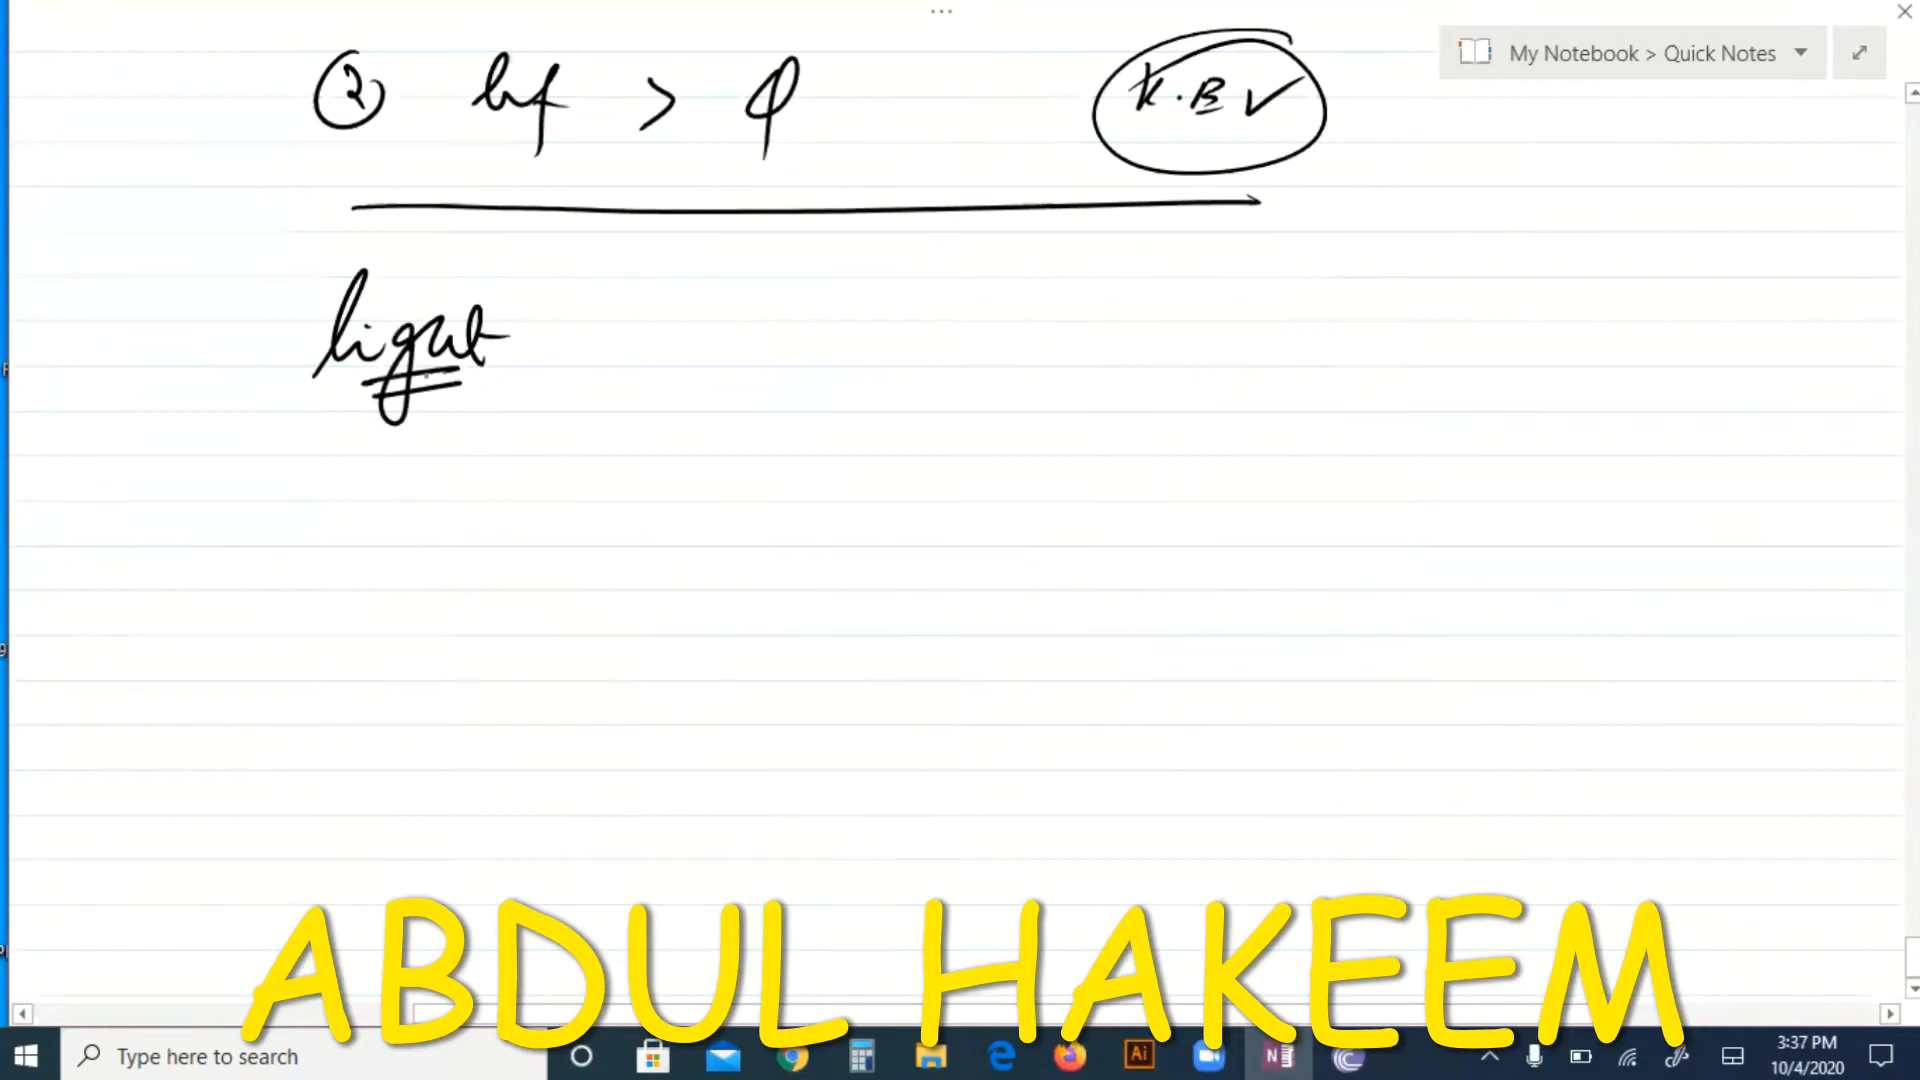 ② hf > φ K.E ✓
My Notebook > Quick Notes
light
ABDUL HAKEEM
Type here to search
3:37 PM
10/4/2020